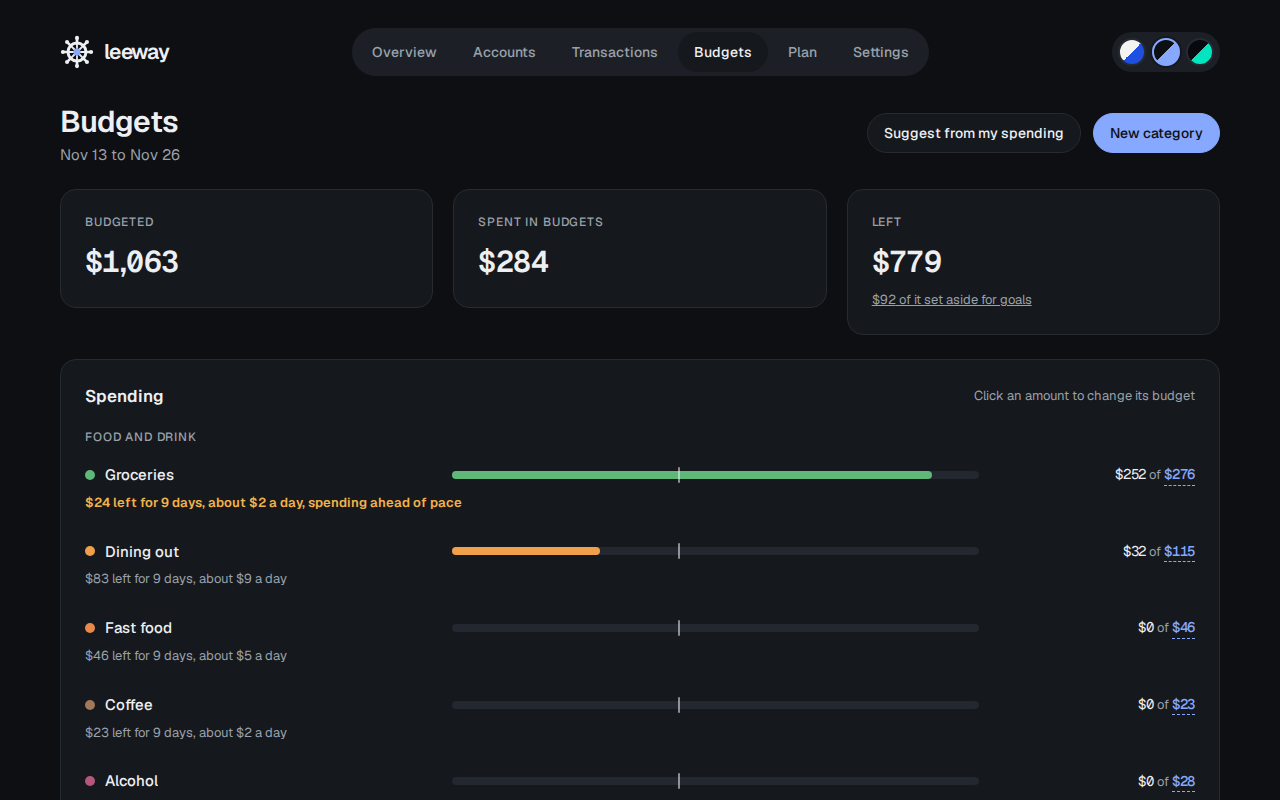 leeway
Overview Accounts Transactions Budgets Plan Settings
Budgets
Nov 13 to Nov 26
Suggest from my spending
New category
BUDGETED
$1,063
SPENT IN BUDGETS
$284
LEFT
$779
$92 of it set aside for goals
Spending
Click an amount to change its budget
FOOD AND DRINK
Groceries $252 of $276
$24 left for 9 days, about $2 a day, spending ahead of pace
Dining out $32 of $115
$83 left for 9 days, about $9 a day
Fast food $0 of $46
$46 left for 9 days, about $5 a day
Coffee $0 of $23
$23 left for 9 days, about $2 a day
Alcohol $0 of $28